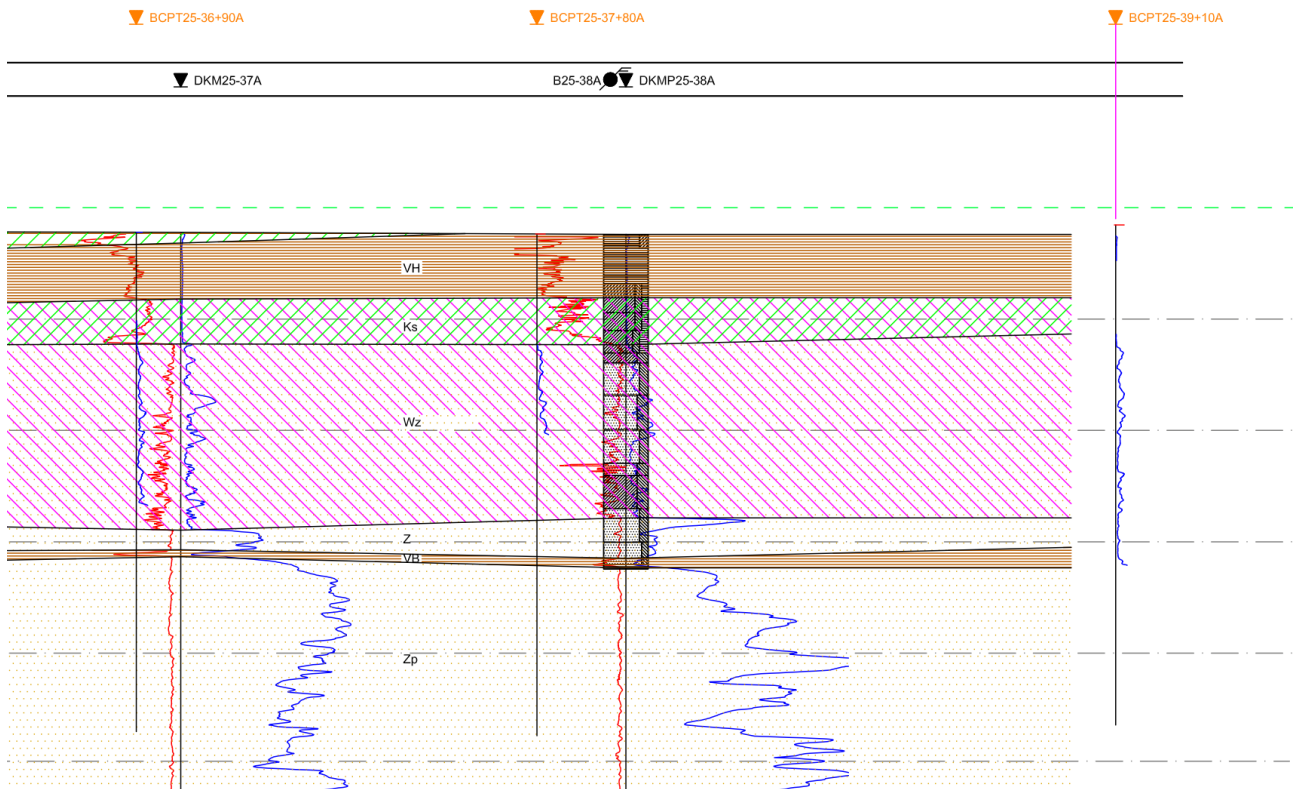 BCPT25-36+90A
BCPT25-37+80A
BCPT25-39+10A
DKM25-37A
B25-38A
DKMP25-38A
VH
Ks
Wz
Z
VB
Zp